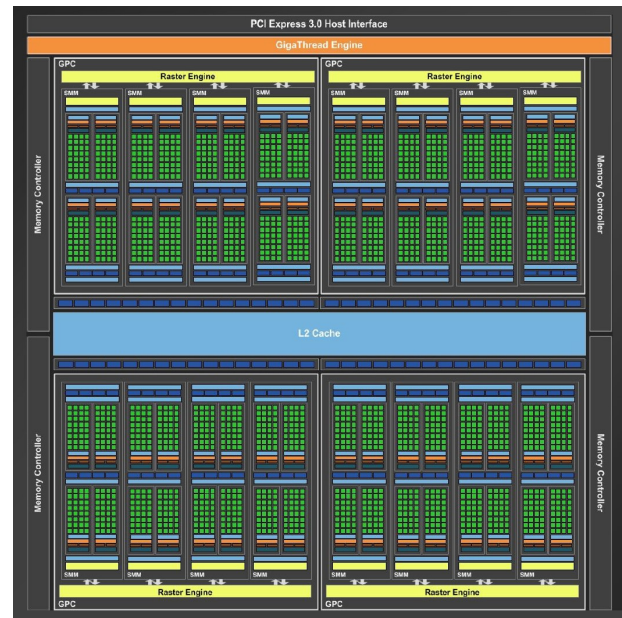 PCI Express 3.0 Host Interface
GigaThread Engine
GPC
GPC
Raster Engine
Raster Engine
SMM
SMM
SMM
SMM
SMM
SMM
SMM
SMM
Memory Controller
Memory Controller
L2 Cache
Memory Controller
Memory Controller
SMM
SMM
SMM
SMM
SMM
SMM
SMM
SMM
Raster Engine
Raster Engine
GPC
GPC